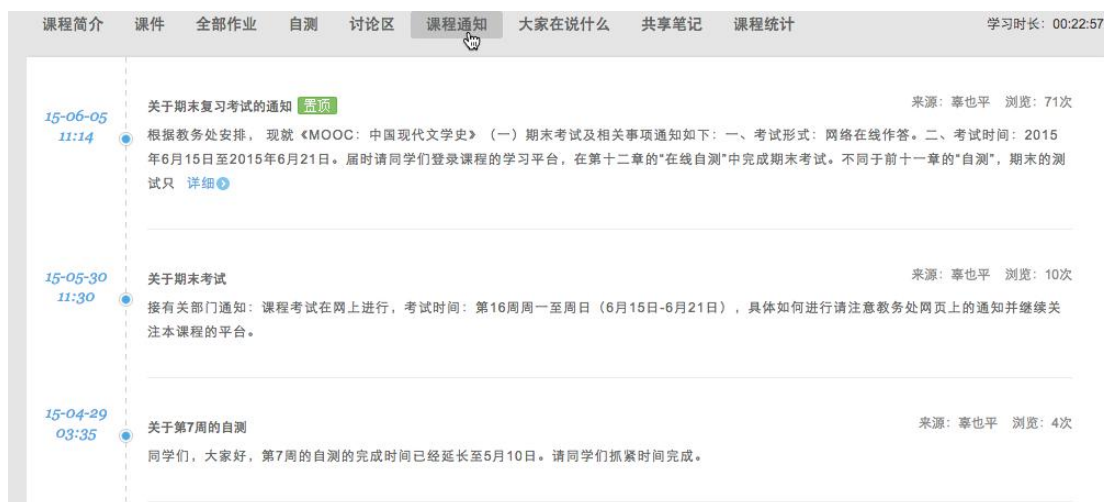 课程简介 课件 全部作业 自测 讨论区 课程通知 大家在说什么 共享笔记 课程统计 学习时长：00:22:57
15-06-05
11:14
关于期末复习考试的通知 置顶 来源：辜也平 浏览：71次
根据教务处安排， 现就《MOOC：中国现代文学史》（一）期末考试及相关事项通知如下：一、考试形式：网络在线作答。二、考试时间：2015
年6月15日至2015年6月21日。届时请同学们登录课程的学习平台，在第十二章的“在线自测”中完成期末考试。不同于前十一章的“自测”，期末的测
试只 详细
15-05-30
11:30
关于期末考试 来源：辜也平 浏览：10次
接有关部门通知：课程考试在网上进行，考试时间：第16周周一至周日（6月15日-6月21日），具体如何进行请注意教务处网页上的通知并继续关
注本课程的平台。
15-04-29
03:35
关于第7周的自测 来源：辜也平 浏览：4次
同学们，大家好，第7周的自测的完成时间已经延长至5月10日。请同学们抓紧时间完成。